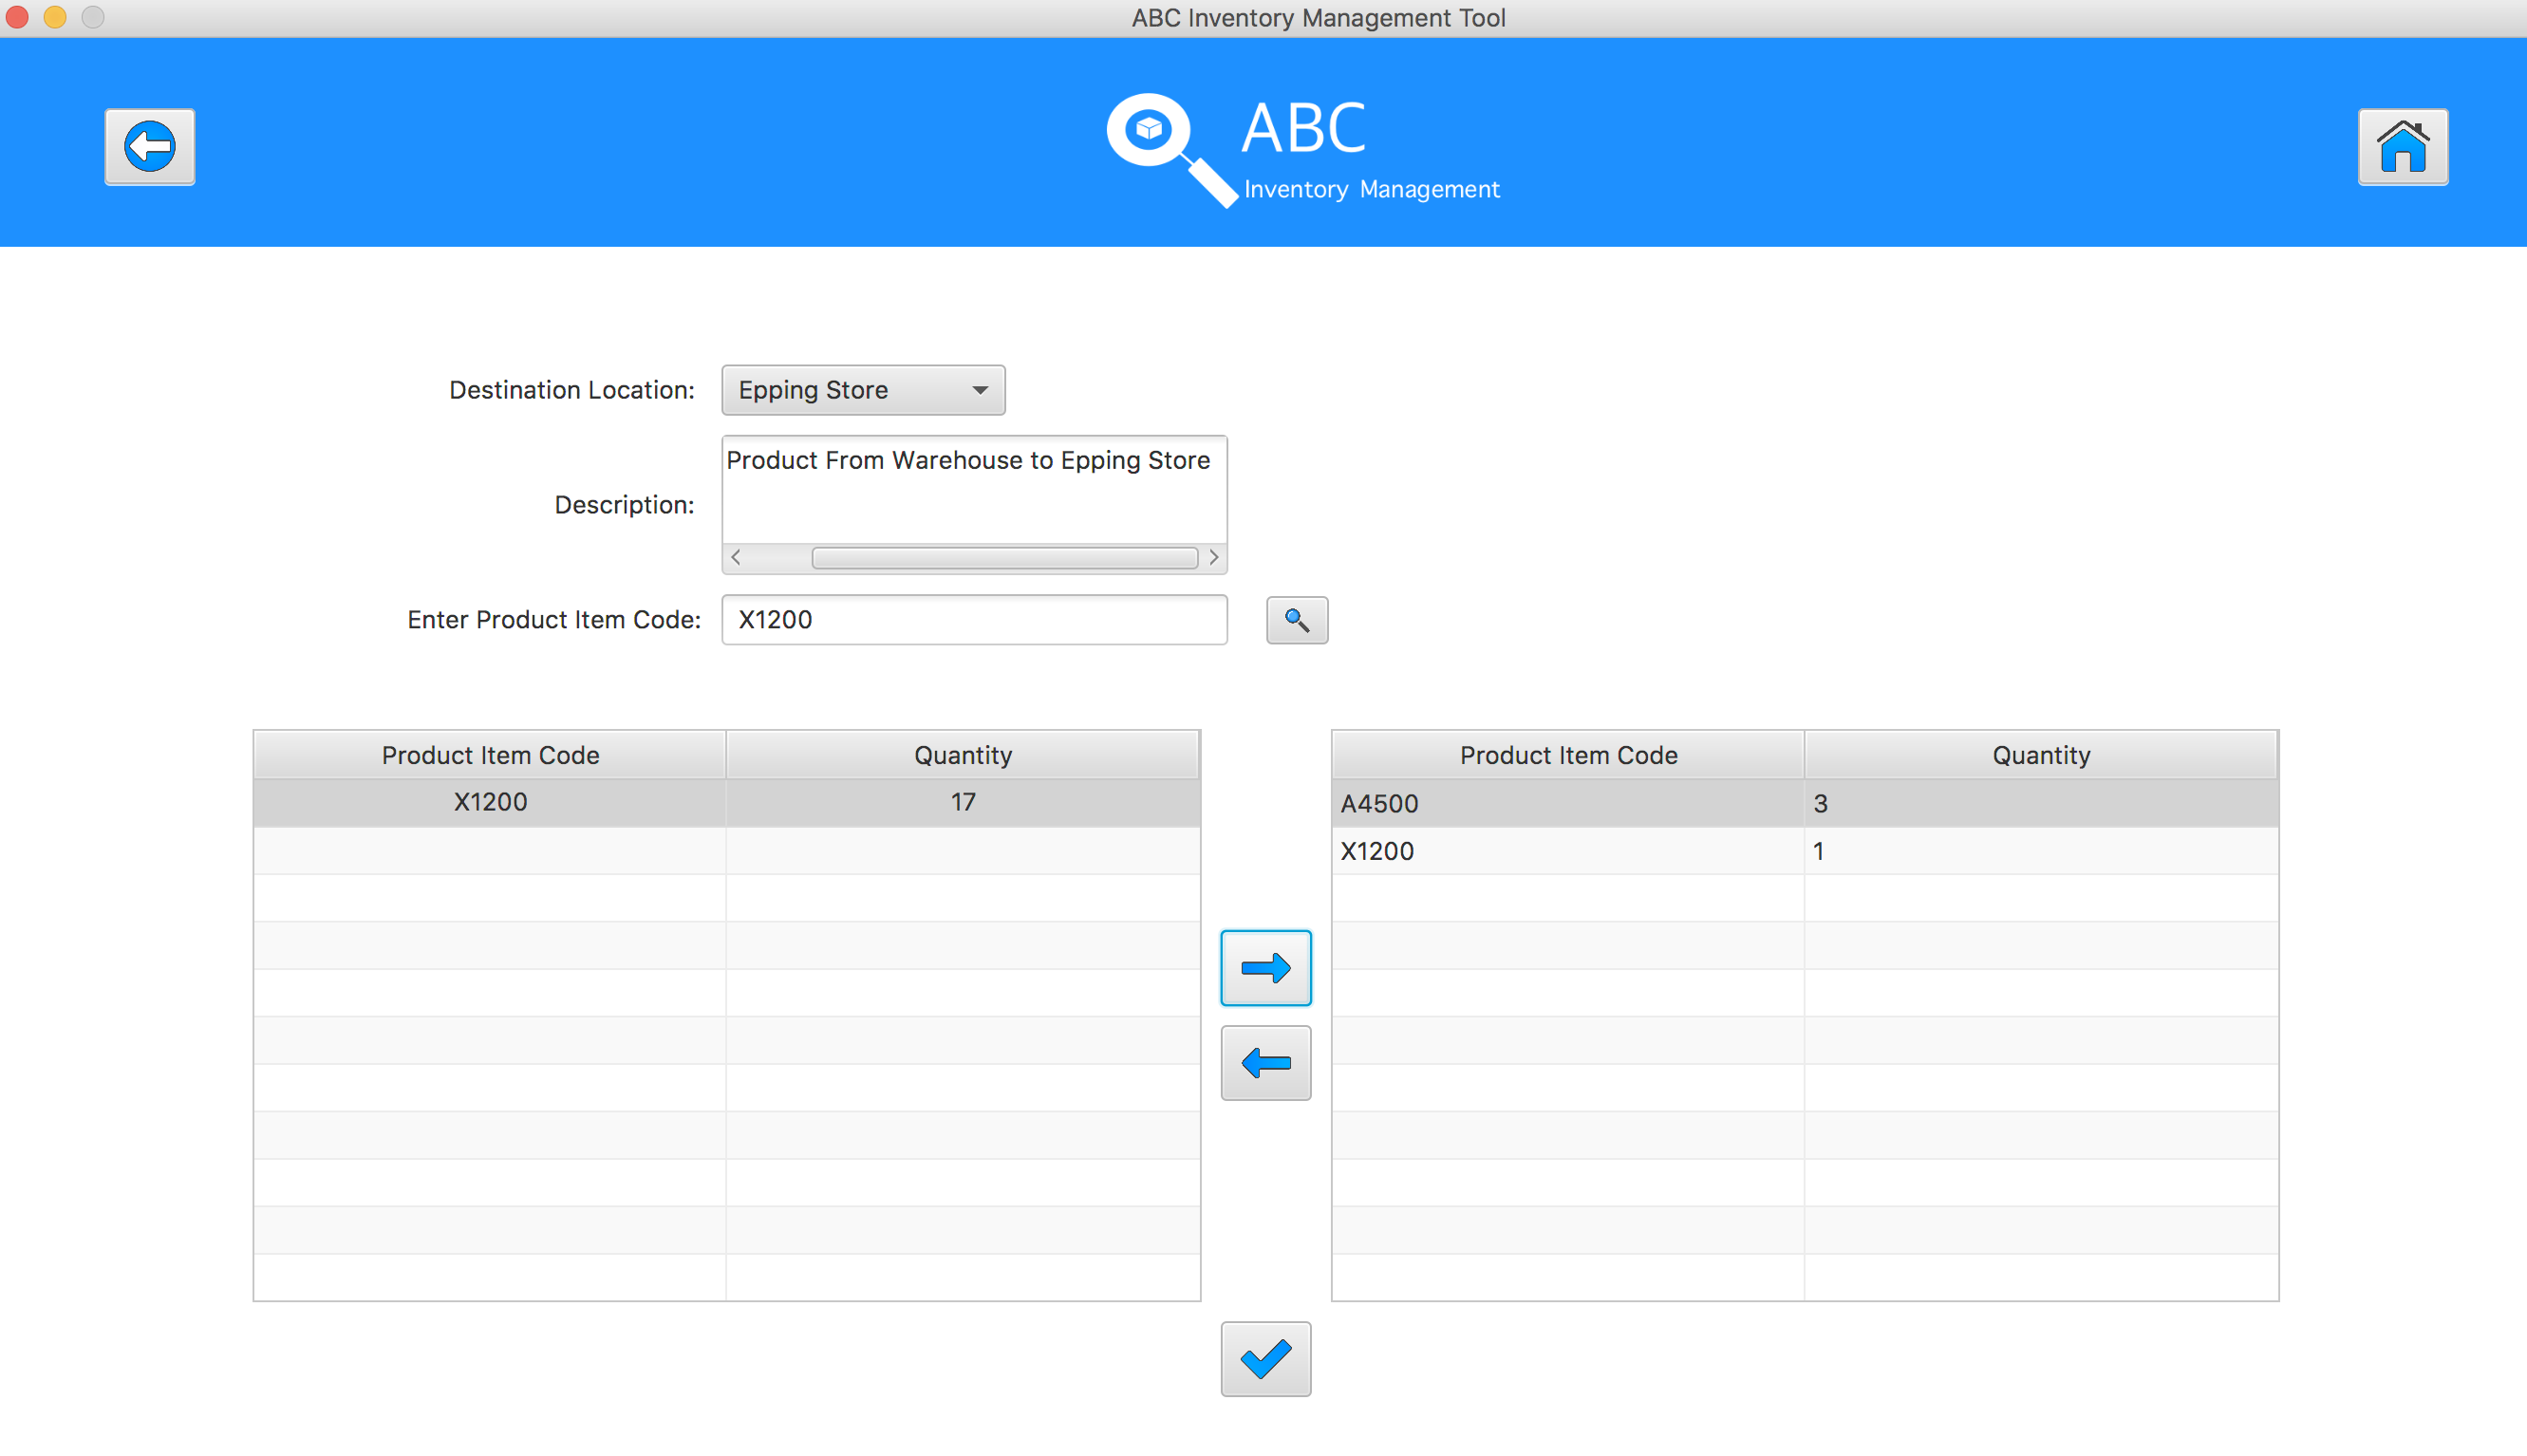 ABC Inventory Management Tool
ABC
Inventory Management
Destination Location:
Epping Store
Description:
Product From Warehouse to Epping Store
Enter Product Item Code:
X1200
Product Item Code Quantity
X1200 17
Product Item Code Quantity
A4500 3
X1200 1